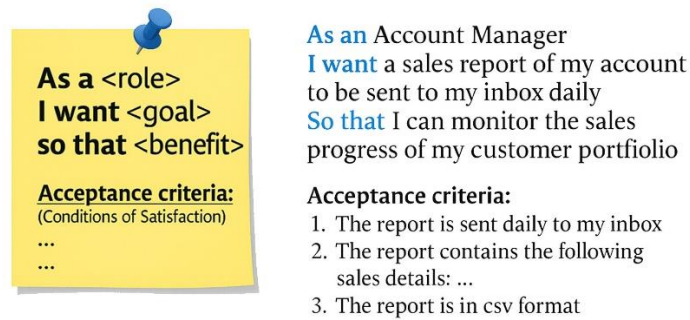 As a <role>
I want <goal>
so that <benefit>
Acceptance criteria:
(Conditions of Satisfaction)
...
...
As an Account Manager
I want a sales report of my account
to be sent to my inbox daily
So that I can monitor the sales
progress of my customer portfiolio
Acceptance criteria:
1. The report is sent daily to my inbox
2. The report contains the following
sales details: ...
3. The report is in csv format